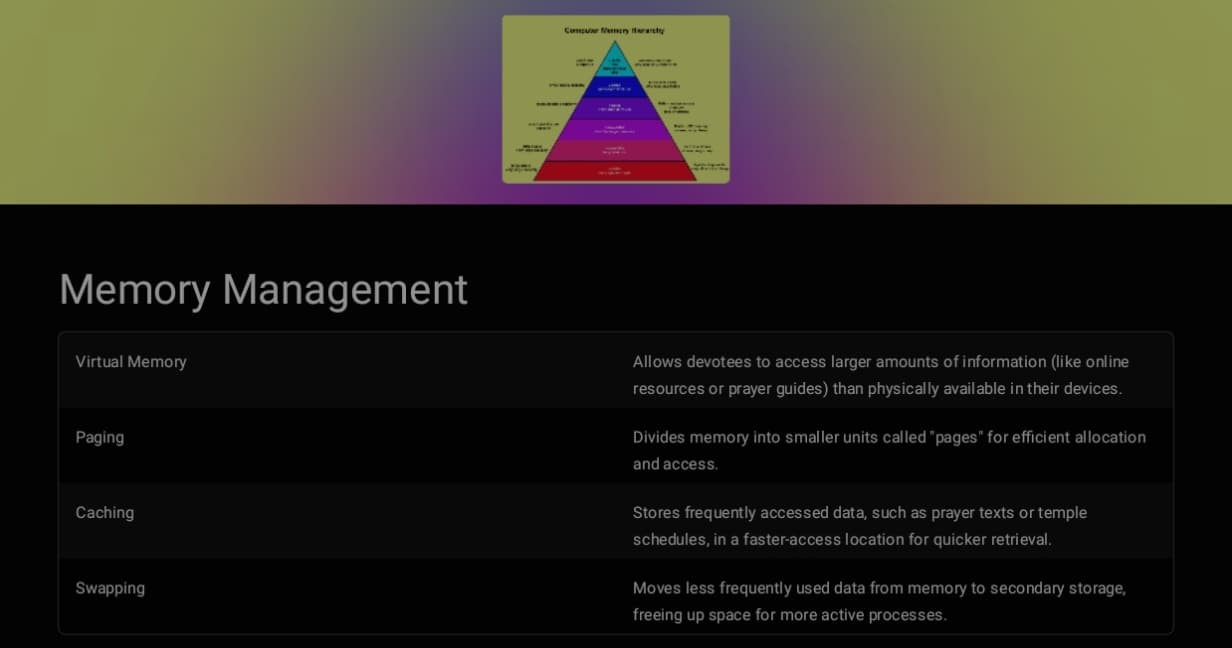 Computer Memory Hierarchy
Memory Management
Virtual Memory
Allows devotees to access larger amounts of information (like online
resources or prayer guides) than physically available in their devices.
Paging
Divides memory into smaller units called "pages" for efficient allocation
and access.
Caching
Stores frequently accessed data, such as prayer texts or temple
schedules, in a faster-access location for quicker retrieval.
Swapping
Moves less frequently used data from memory to secondary storage,
freeing up space for more active processes.